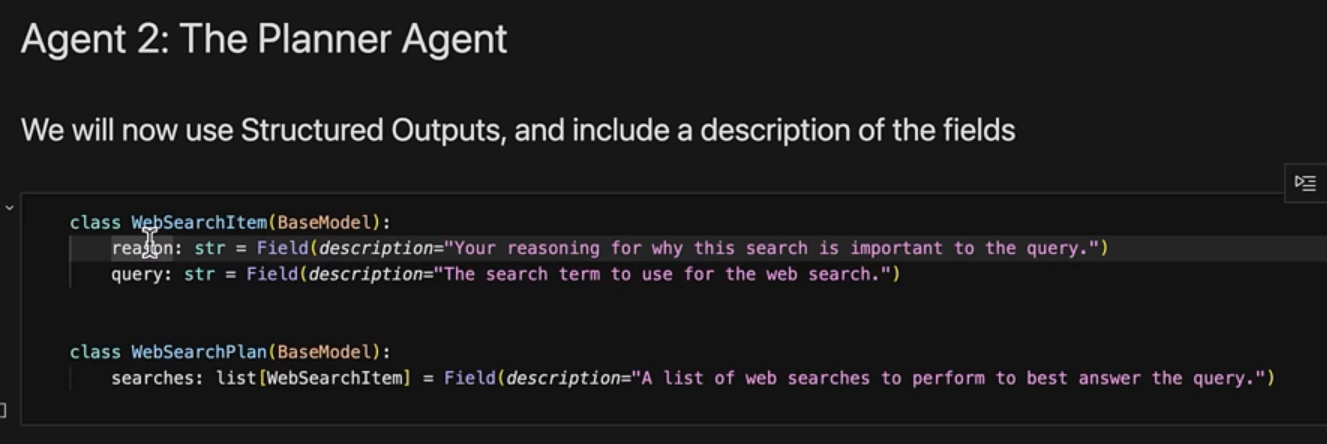 Agent 2: The Planner Agent
We will now use Structured Outputs, and include a description of the fields
class WebSearchItem(BaseModel):
    reason: str = Field(description="Your reasoning for why this search is important to the query.")
    query: str = Field(description="The search term to use for the web search.")
class WebSearchPlan(BaseModel):
    searches: list[WebSearchItem] = Field(description="A list of web searches to perform to best answer the query.")
]